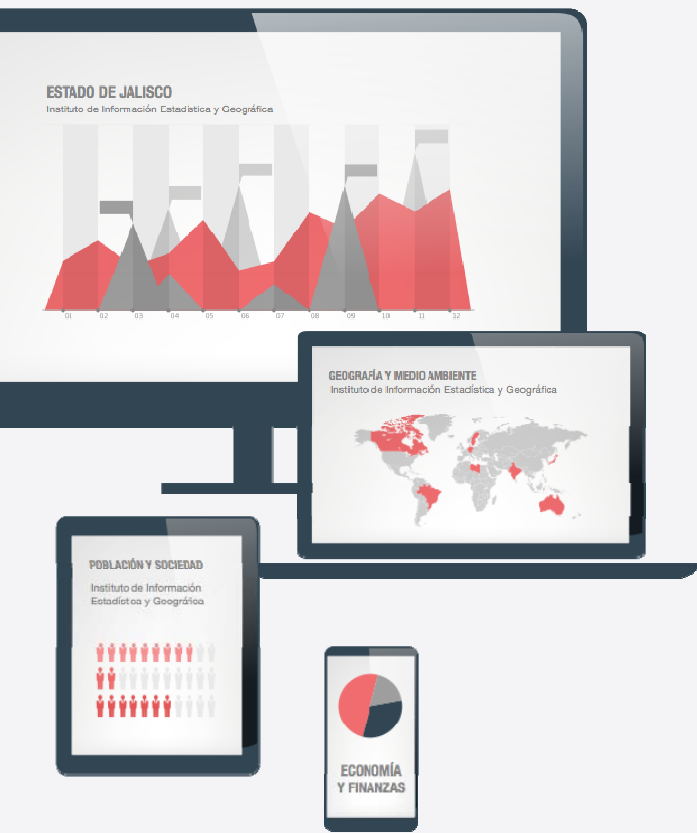 ESTADO DE JALISCO
Instituto de Información Estadística y Geográfica
01 02 03 04 05 06 07 08 09 10 11 12
GEOGRAFÍA Y MEDIO AMBIENTE
Instituto de Información Estadística y Geográfica
POBLACIÓN Y SOCIEDAD
Instituto de Información
Estadística y Geográfica
ECONOMÍA
Y FINANZAS